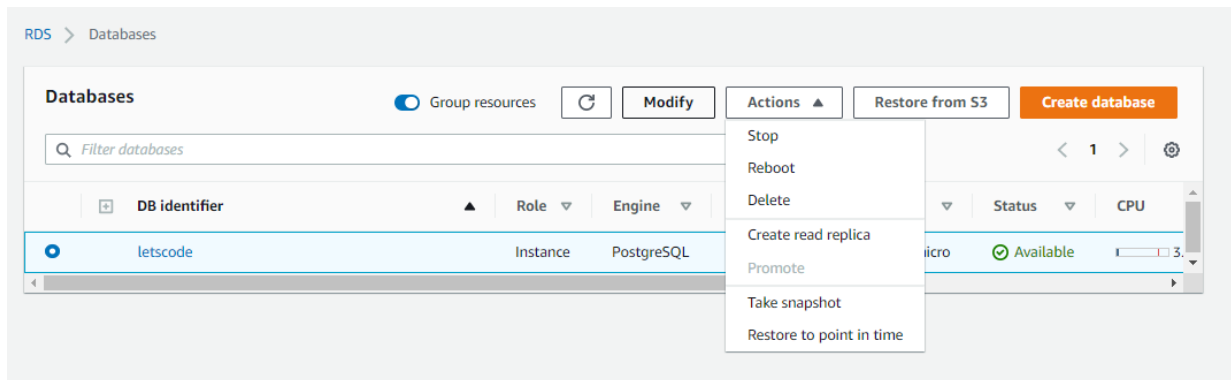 RDS > Databases
Databases
Group resources
Modify
Actions
Restore from S3
Create database
Filter databases
1
Stop
Reboot
Delete
Create read replica
Promote
Take snapshot
Restore to point in time
DB identifier Role Engine Status CPU
letscode Instance PostgreSQL Available 3.